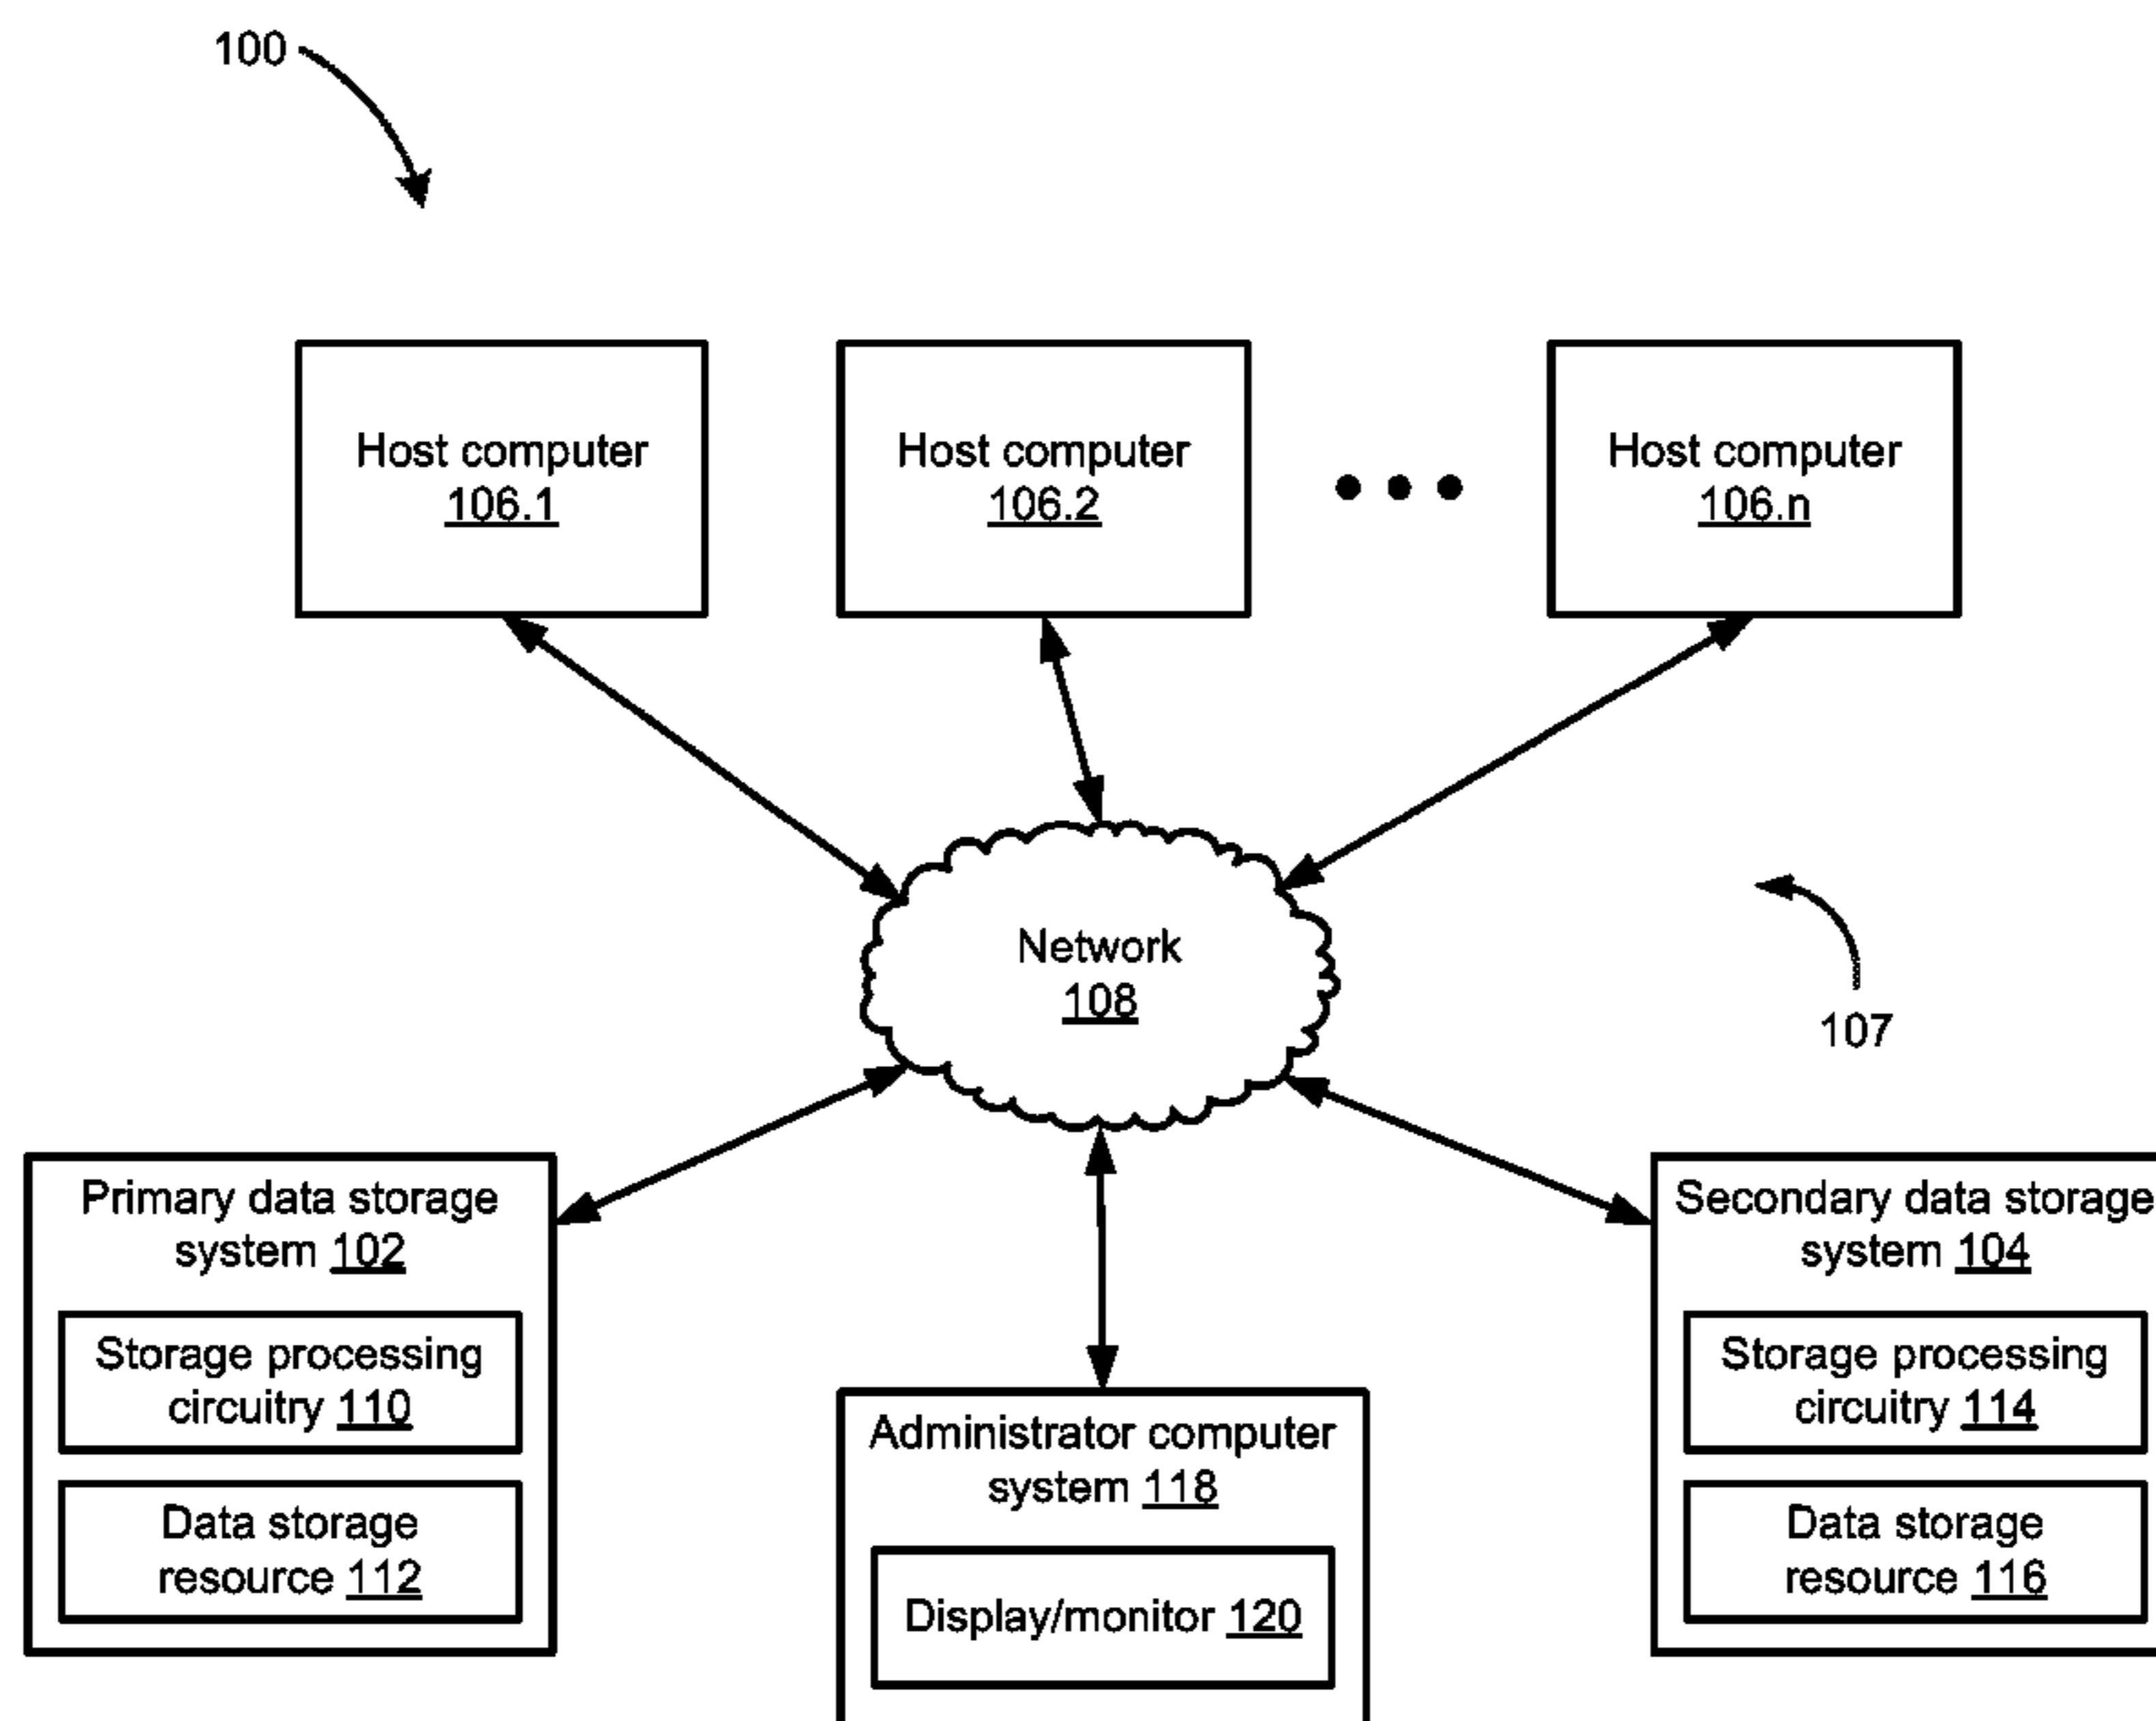 100
Host computer
106.1
Host computer
106.2
Host computer
106.n
Network
108
107
Primary data storage
system 102
Storage processing
circuitry 110
Data storage
resource 112
Administrator computer
system 118
Display/monitor 120
Secondary data storage
system 104
Storage processing
circuitry 114
Data storage
resource 116